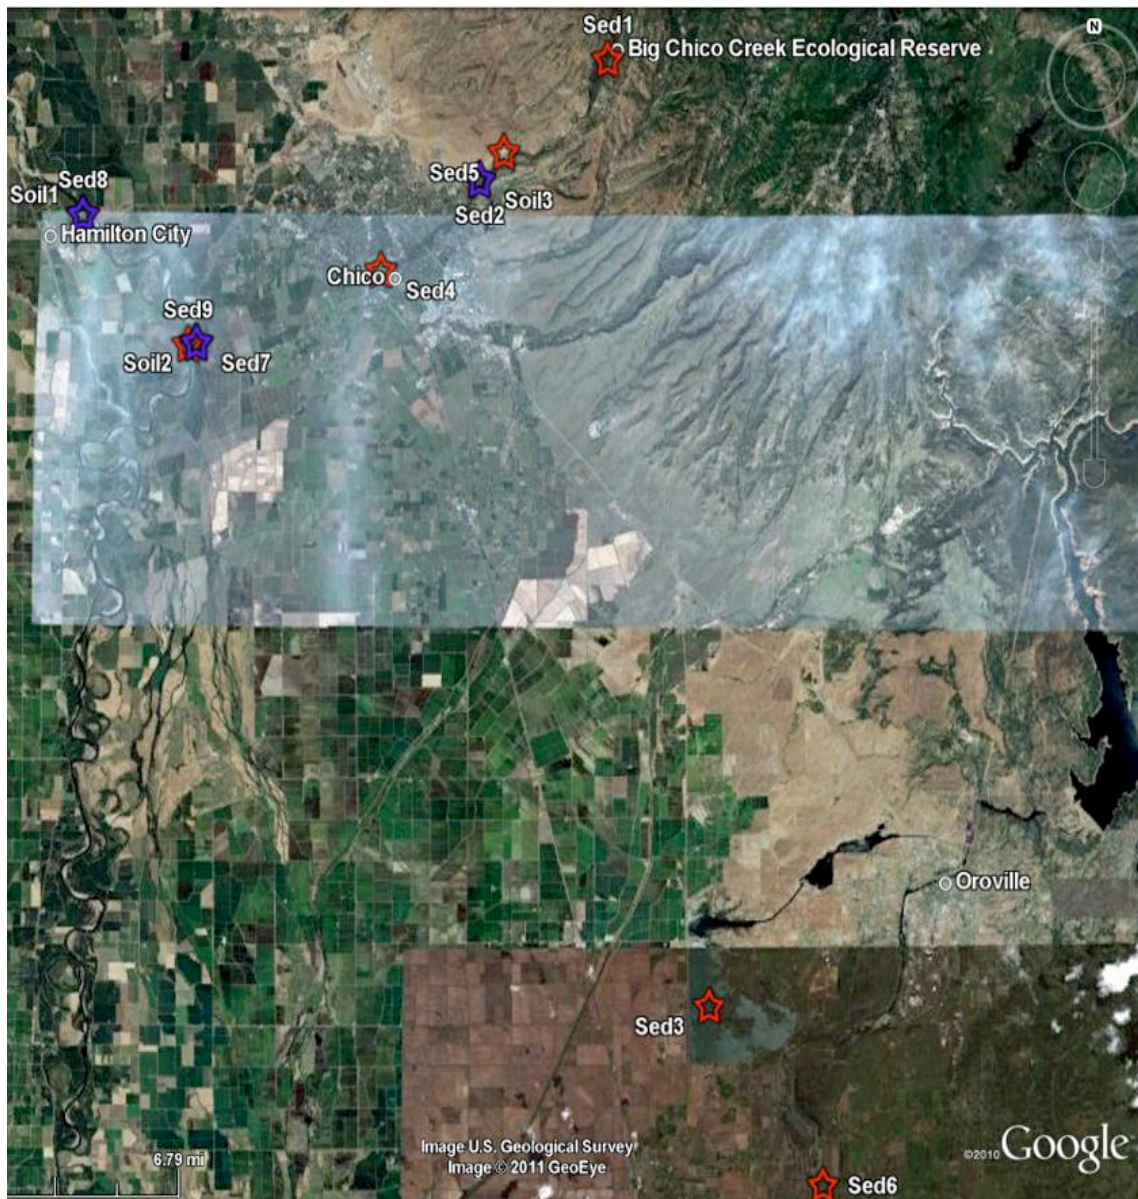 Sed1
Big Chico Creek Ecological Reserve
N
Sed5
Sed8
Soil1
Soil3
Sed2
Hamilton City
Chico
Sed4
Sed9
Soil2
Sed7
Oroville
Sed3
Image U.S. Geological Survey
Image © 2011 GeoEye
©2010 Google
6.79 mi
Sed6